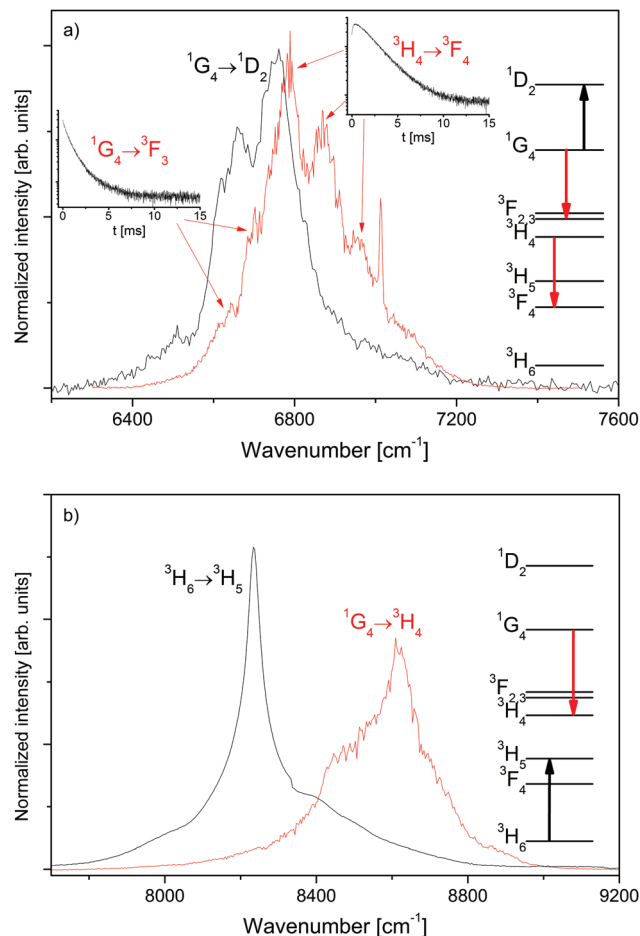 a)
¹G₄→¹D₂
³H₄→³F₄
0 5 10 15
t [ms]
¹G₄→³F₃
0 5 10 15
t [ms]
¹D₂
¹G₄
³F₂,₃
³H₄
³H₅
³F₄
³H₆
Normalized intensity [arb. units]
6400 6800 7200 7600
Wavenumber [cm⁻¹]
b)
³H₆→³H₅
¹G₄→³H₄
¹D₂
¹G₄
³F₂,₃
³H₄
³H₅
³F₄
³H₆
Normalized intensity [arb. units]
8000 8400 8800 9200
Wavenumber [cm⁻¹]